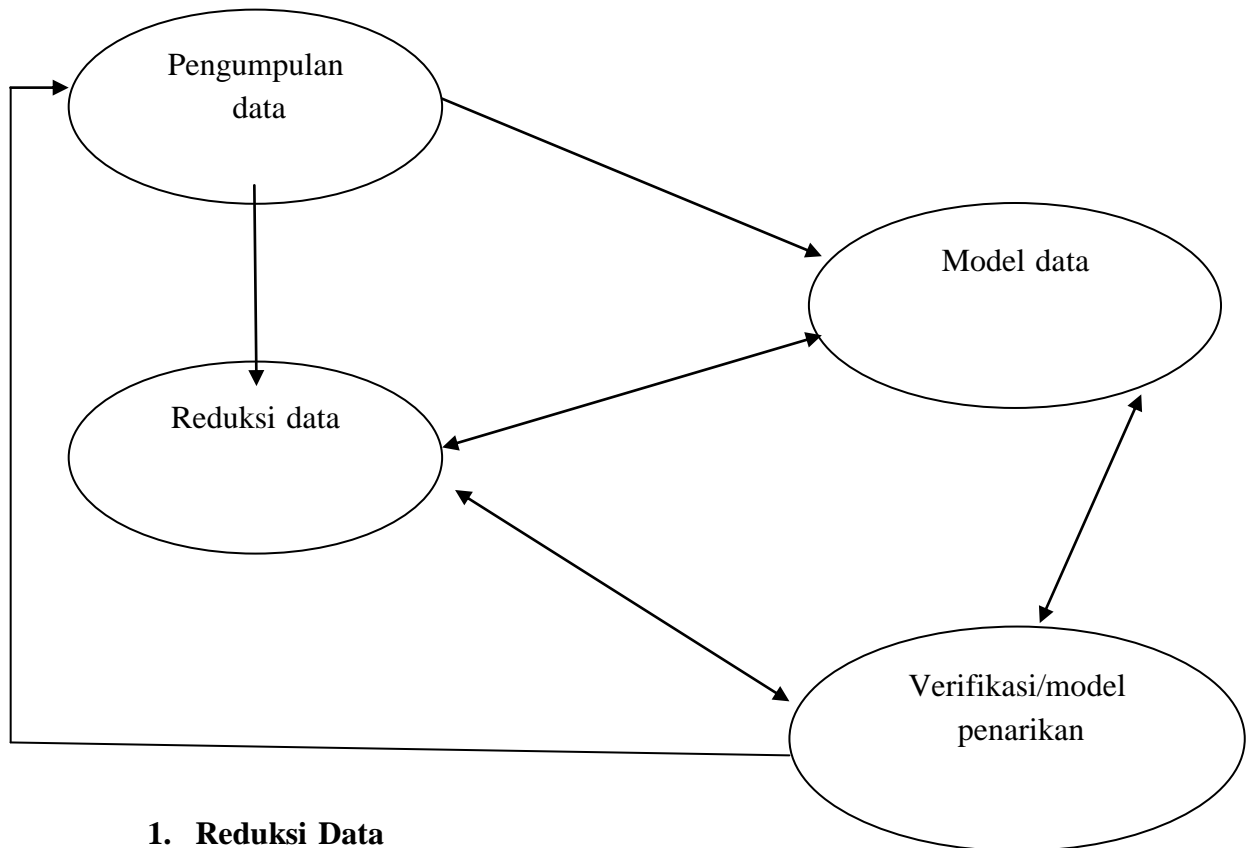 Pengumpulan
data
Model data
Reduksi data
Verifikasi/model
penarikan
1. Reduksi Data